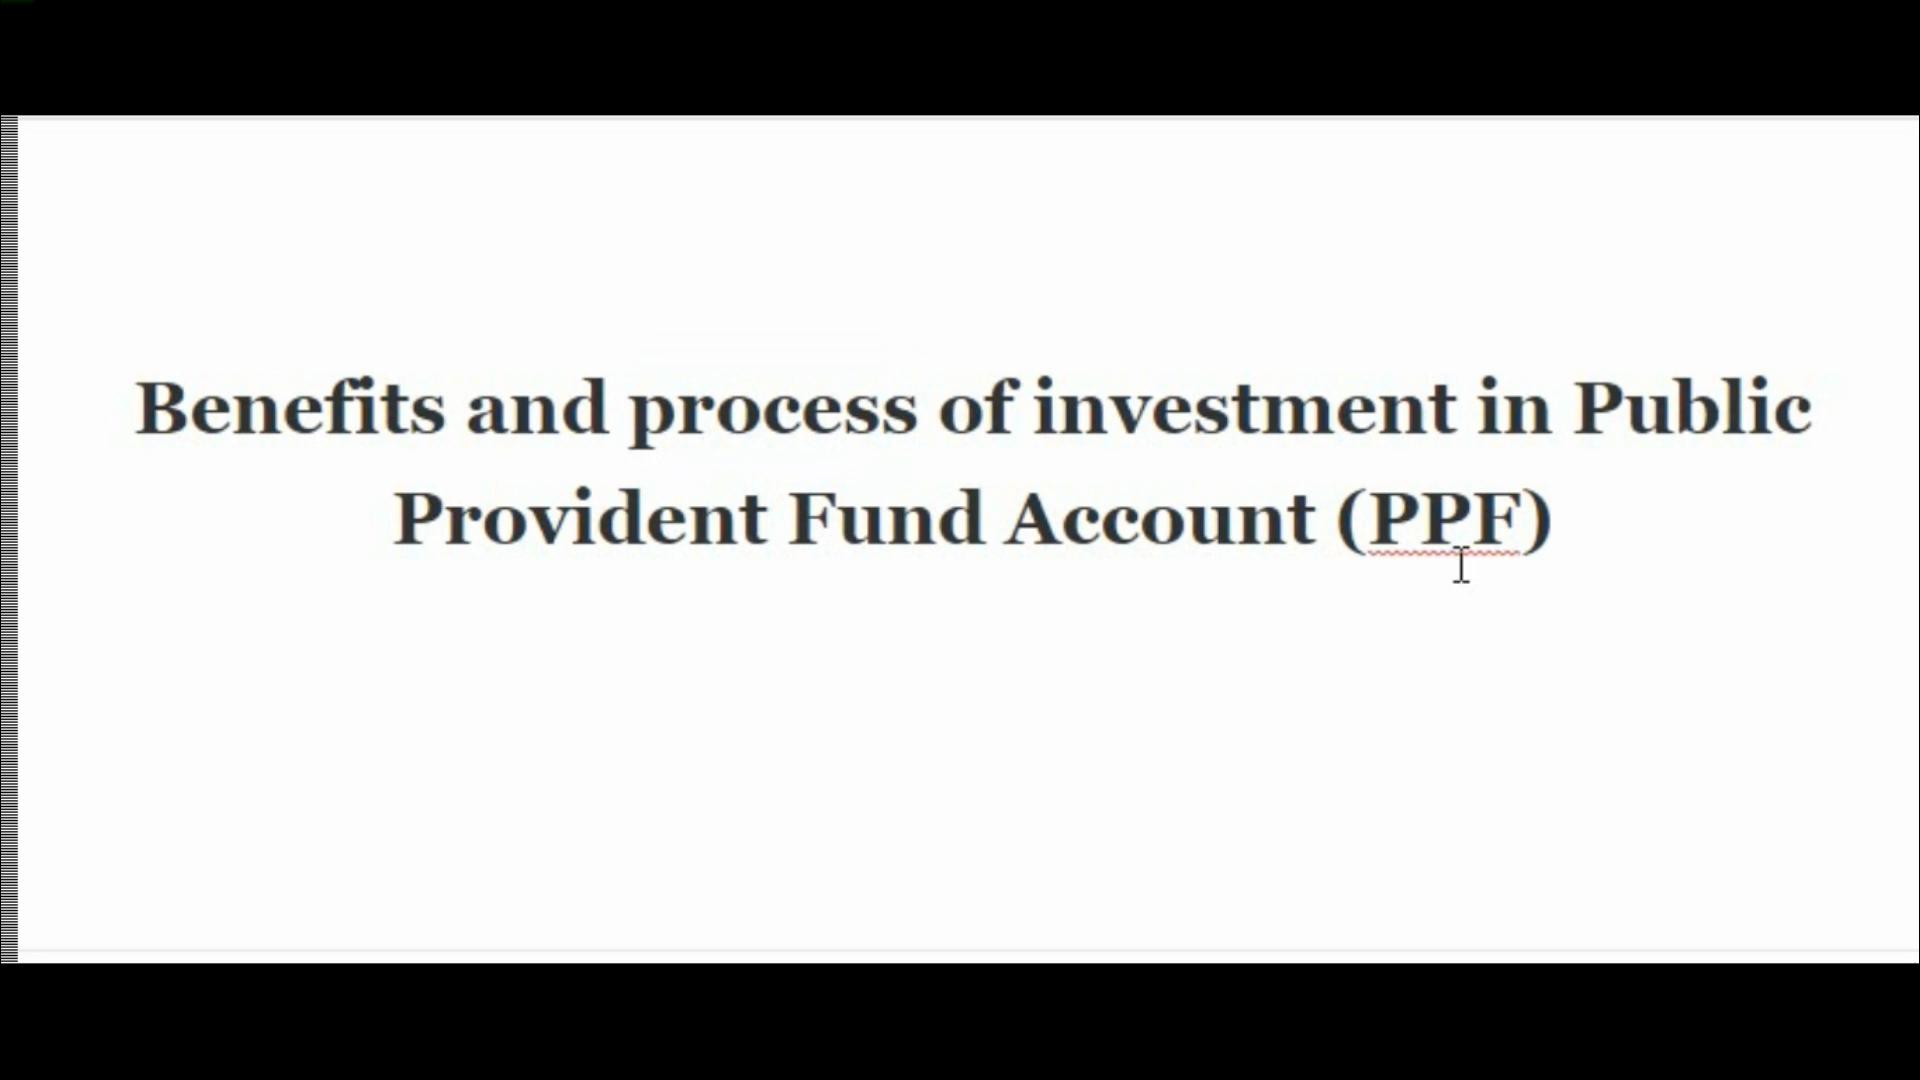 Benefits and process of investment in Public
Provident Fund Account (PPF)